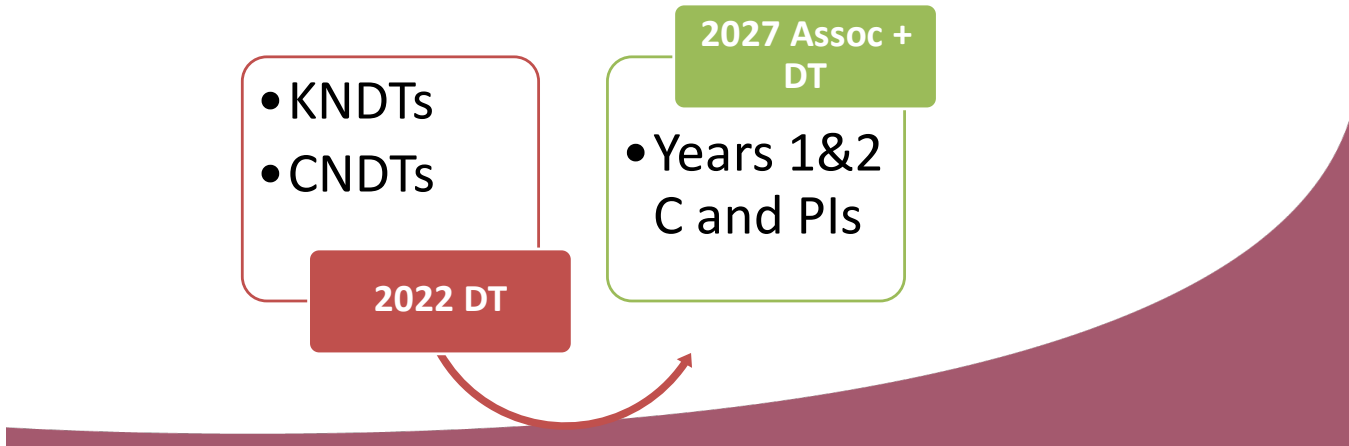 •KNDTs
•CNDTs
2022 DT
2027 Assoc +
DT
•Years 1&2
C and PIs